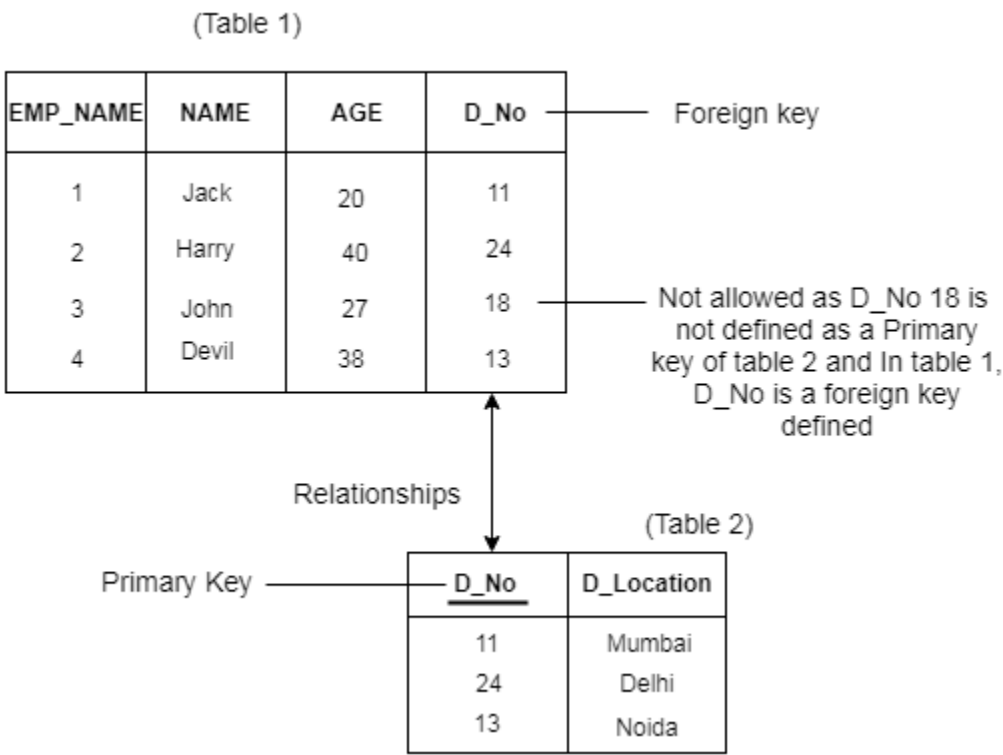 (Table 1)
EMP_NAME NAME AGE D_No Foreign key
1 Jack 20 11
2 Harry 40 24
3 John 27 18
4 Devil 38 13
Not allowed as D_No 18 is
not defined as a Primary
key of table 2 and In table 1,
D_No is a foreign key
defined
Relationships
(Table 2)
Primary Key D_No D_Location
11 Mumbai
24 Delhi
13 Noida